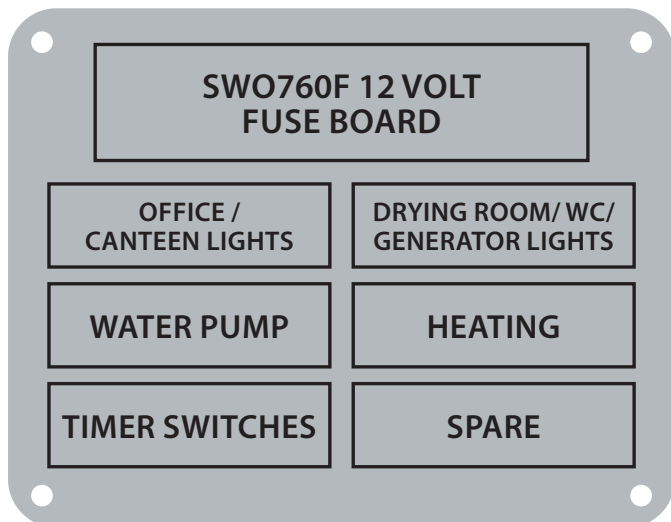 SWO760F 12 VOLT
FUSE BOARD
OFFICE /
CANTEEN LIGHTS
DRYING ROOM/ WC/
GENERATOR LIGHTS
WATER PUMP
HEATING
TIMER SWITCHES
SPARE